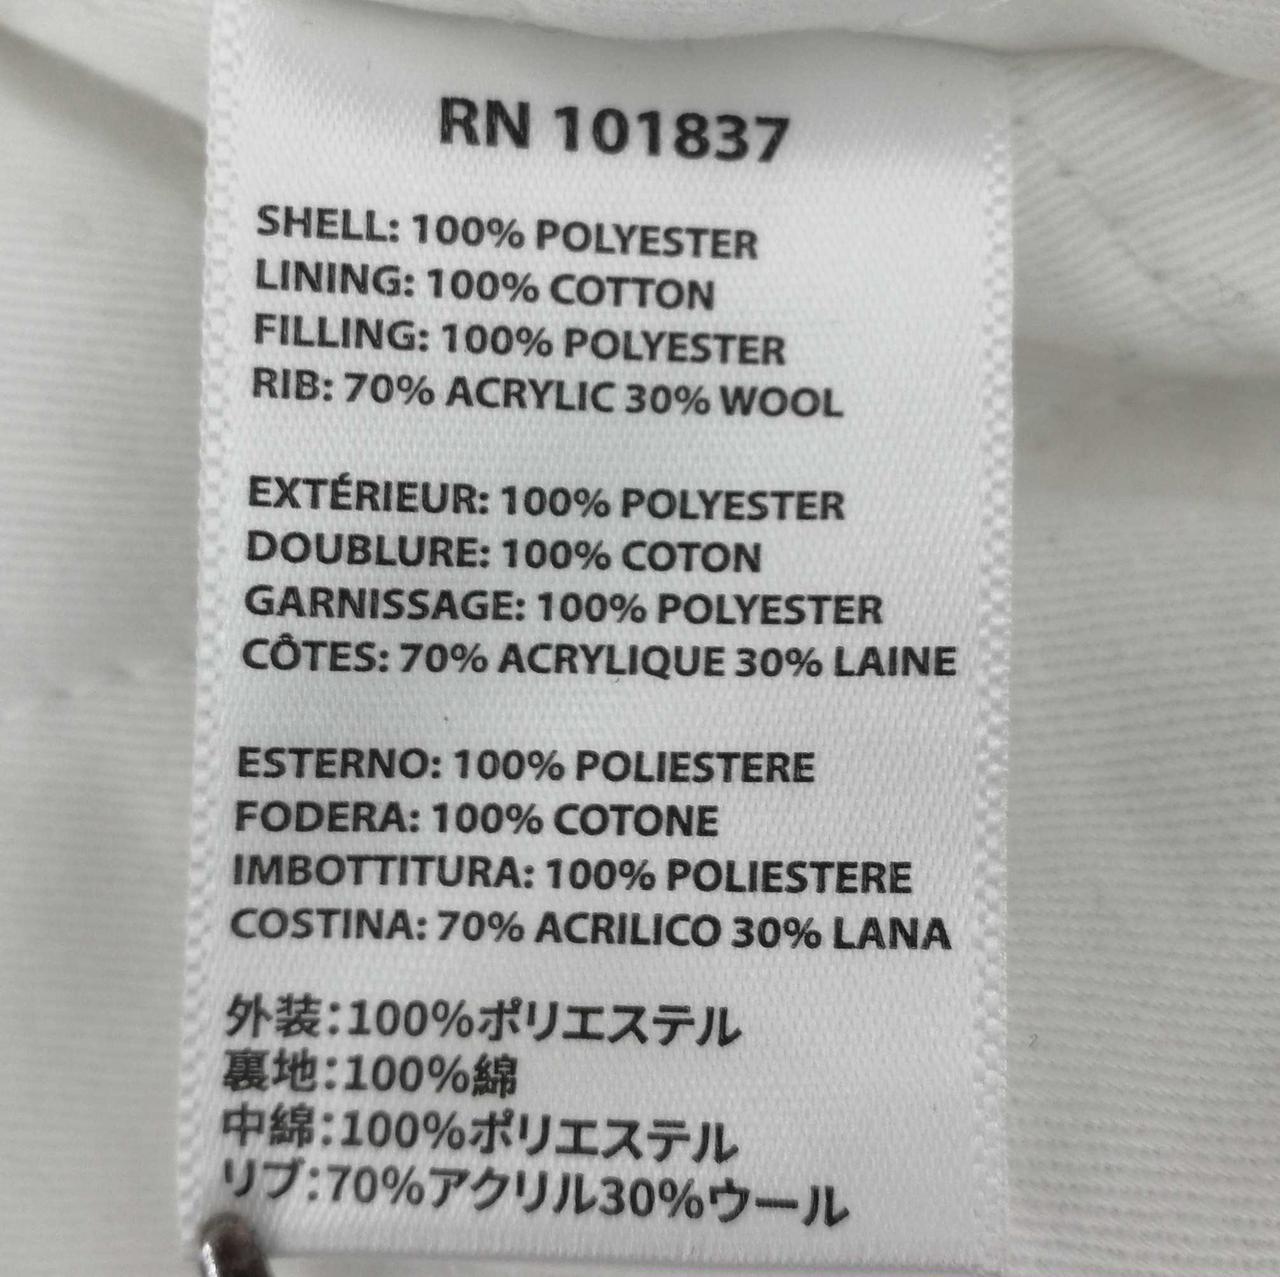 RN 101837
SHELL: 100% POLYESTER
LINING: 100% COTTON
FILLING: 100% POLYESTER
RIB: 70% ACRYLIC 30% WOOL
EXTÉRIEUR: 100% POLYESTER
DOUBLURE: 100% COTON
GARNISSAGE: 100% POLYESTER
CÔTES: 70% ACRYLIQUE 30% LAINE
ESTERNO: 100% POLIESTERE
FODERA: 100% COTONE
IMBOTTITURA: 100% POLIESTERE
COSTINA: 70% ACRILICO 30% LANA
外装:100%ポリエステル
裏地:100%綿
中綿:100%ポリエステル
リブ:70%アクリル30%ウール